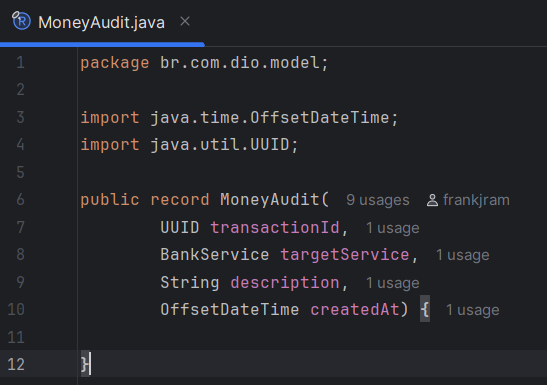 MoneyAudit.java
1 package br.com.dio.model;
2
3 import java.time.OffsetDateTime;
4 import java.util.UUID;
5
6 public record MoneyAudit( 9 usages frankjram
7 UUID transactionId, 1 usage
8 BankService targetService, 1 usage
9 String description, 1 usage
10 OffsetDateTime createdAt) { 1 usage
11
12 }